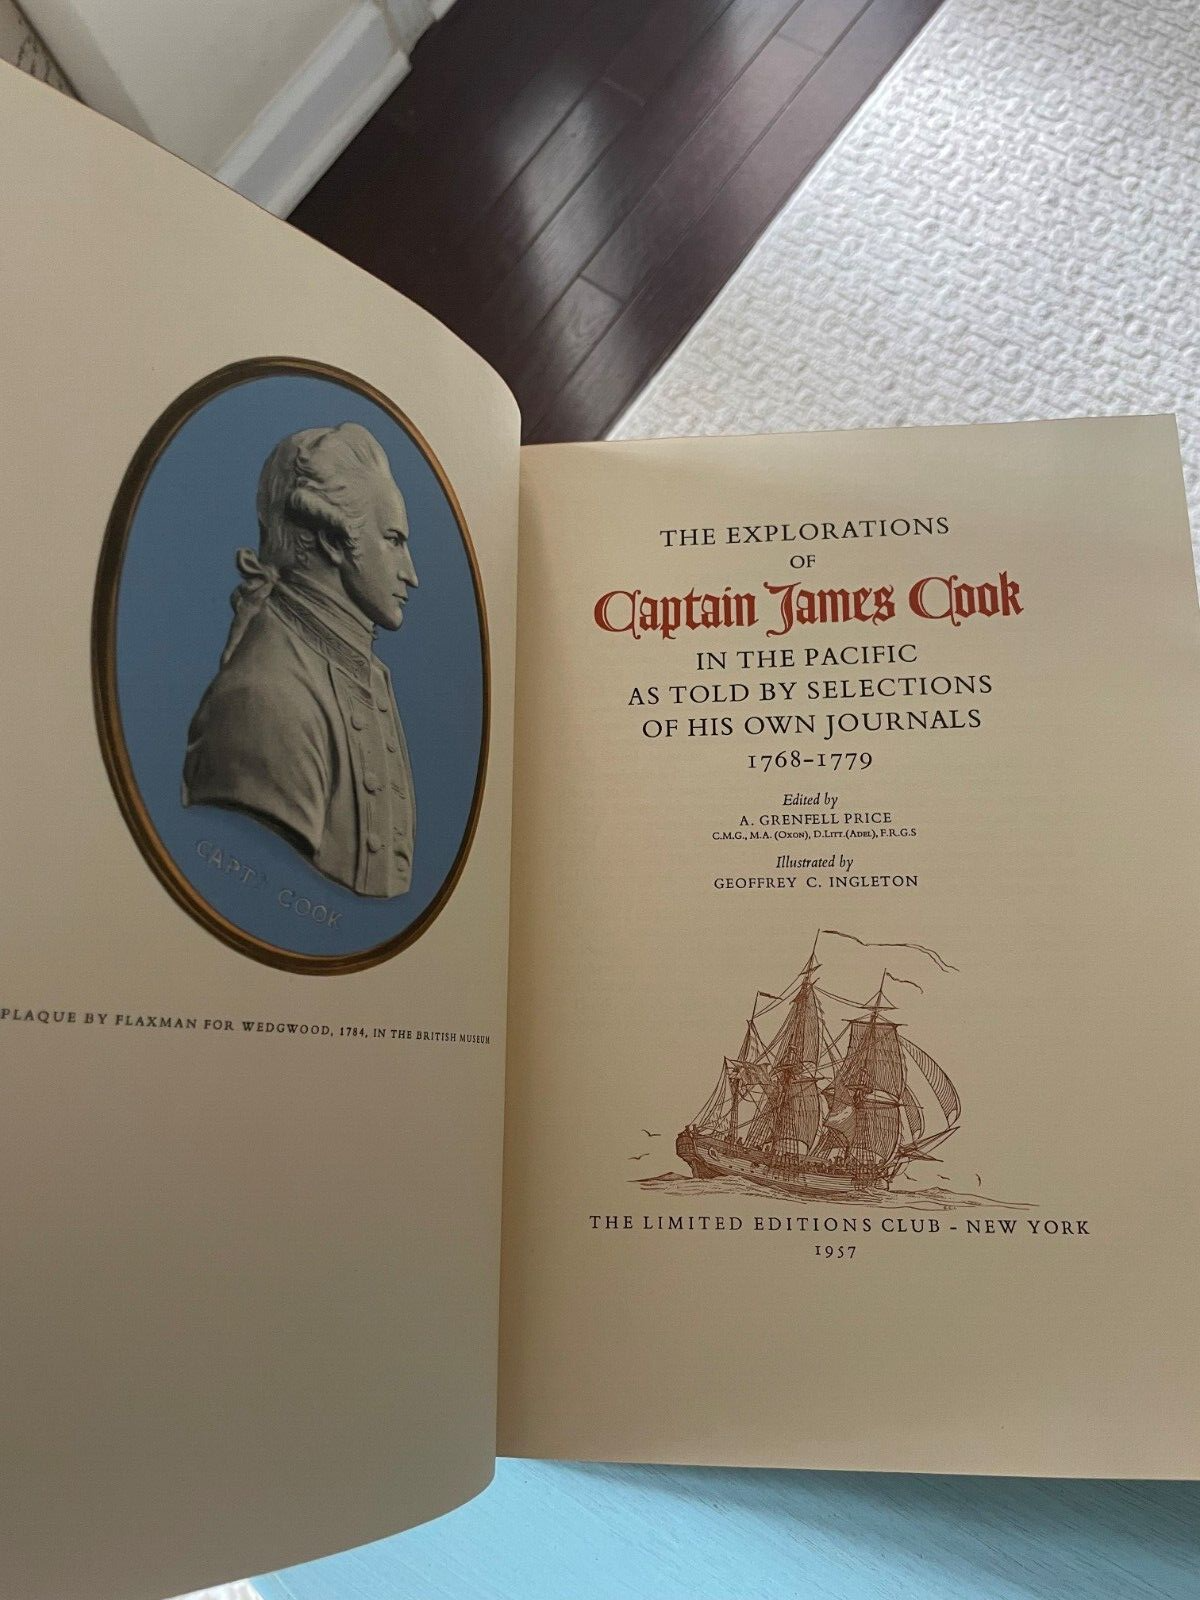 CAPT. COOK
PLAQUE BY FLAXMAN FOR WEDGWOOD, 1784, IN THE BRITISH MUSEUM
THE EXPLORATIONS
OF
Captain James Cook
IN THE PACIFIC
AS TOLD BY SELECTIONS
OF HIS OWN JOURNALS
1768-1779
Edited by
A. GRENFELL PRICE
C.M.G., M.A. (OXON), D.LITT.(ADEL), F.R.G.S
Illustrated by
GEOFFREY C. INGLETON
THE LIMITED EDITIONS CLUB - NEW YORK
1957